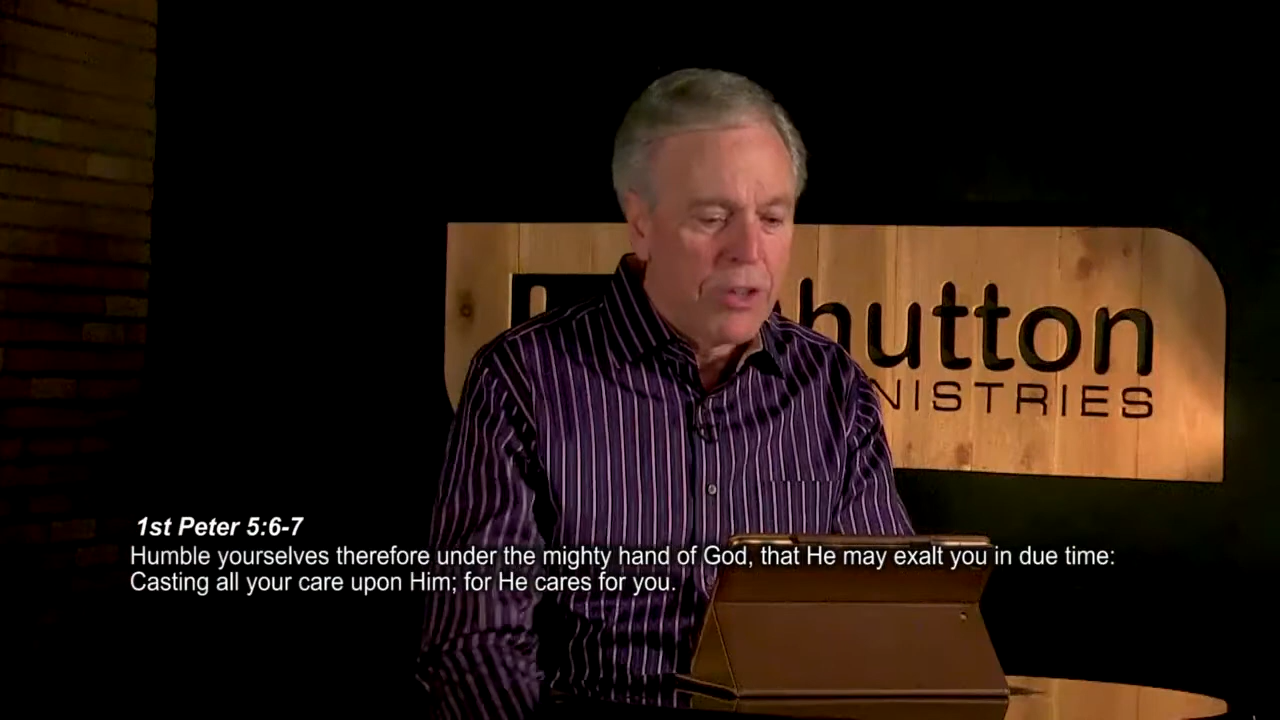 hutton
NISTRIES
1st Peter 5:6-7
Humble yourselves therefore under the mighty hand of God, that He may exalt you in due time:
Casting all your care upon Him; for He cares for you.